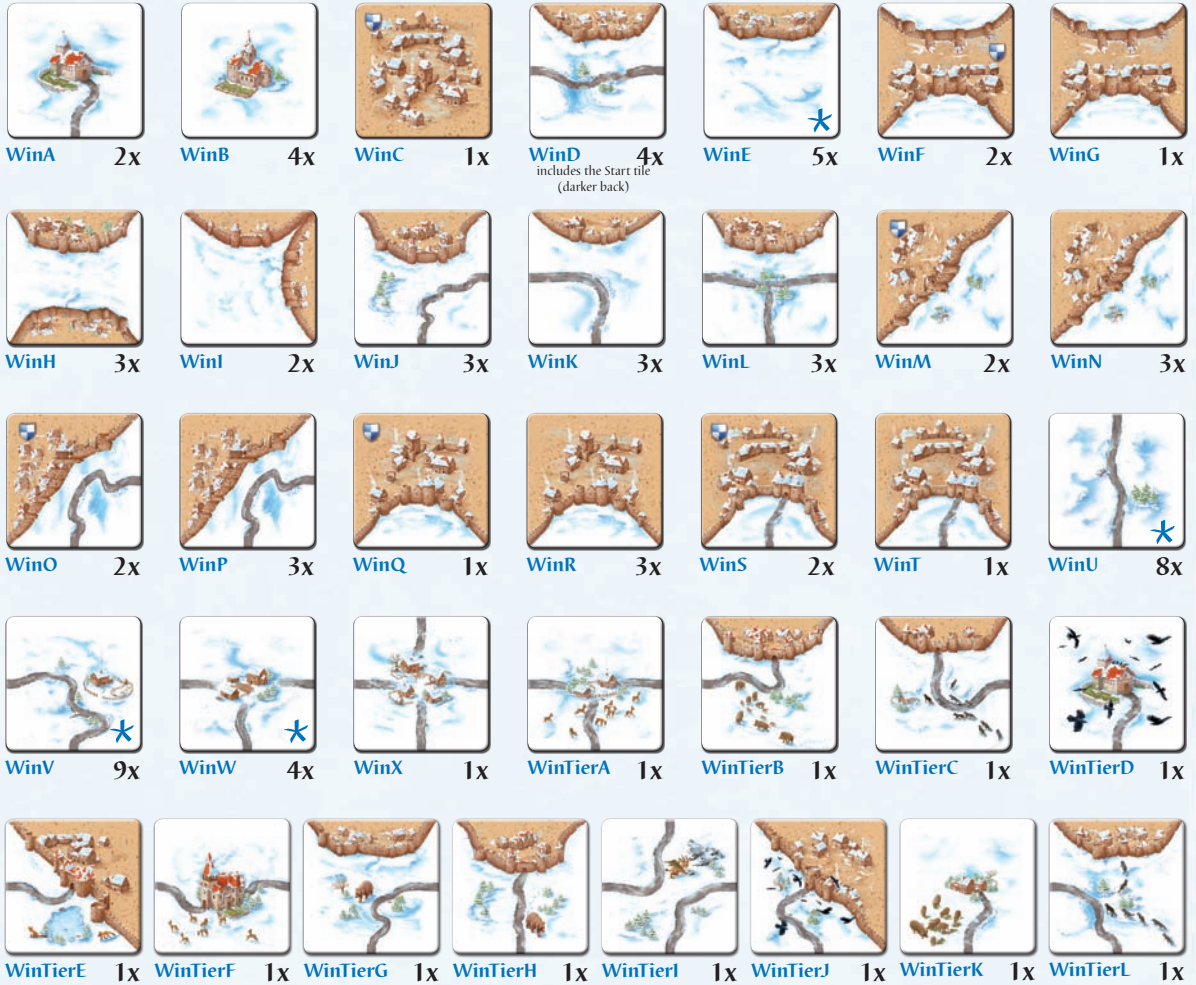 WinA 2x WinB 4x WinC 1x WinD 4x WinE 5x WinF 2x WinG 1x
includes the Start tile
(darker back)
WinH 3x WinI 2x WinJ 3x WinK 3x WinL 3x WinM 2x WinN 3x
WinO 2x WinP 3x WinQ 1x WinR 3x WinS 2x WinT 1x WinU 8x
WinV 9x WinW 4x WinX 1x WinTierA 1x WinTierB 1x WinTierC 1x WinTierD 1x
WinTierE 1x WinTierF 1x WinTierG 1x WinTierH 1x WinTierI 1x WinTierJ 1x WinTierK 1x WinTierL 1x